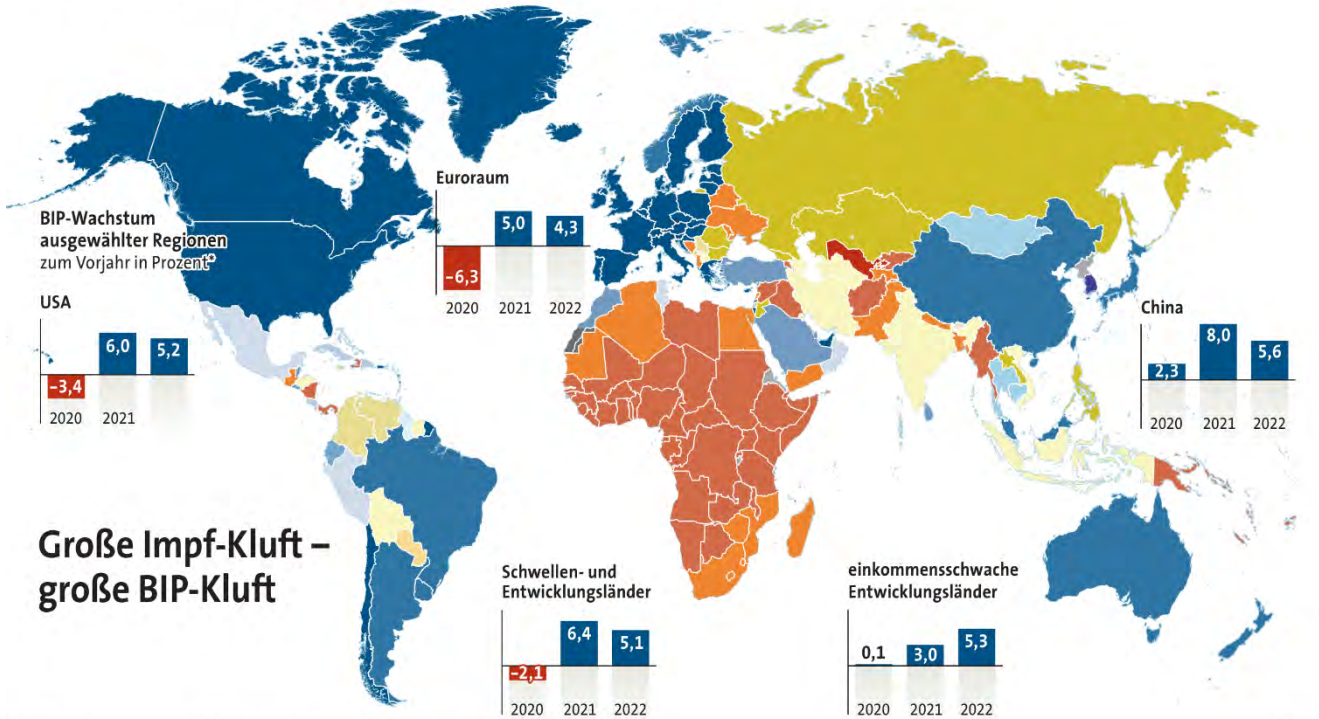 Euroraum
5,0
4,3
–6,3
2020
2021
2022
BIP-Wachstum
ausgewählter Regionen
zum Vorjahr in Prozent*
USA
6,0
5,2
–3,4
2020
2021
China
8,0
5,6
2,3
2020
2021
2022
Große Impf-Kluft –
große BIP-Kluft
Schwellen- und
Entwicklungsländer
6,4
5,1
–2,1
2020
2021
2022
einkommensschwache
Entwicklungsländer
0,1
3,0
5,3
2020
2021
2022